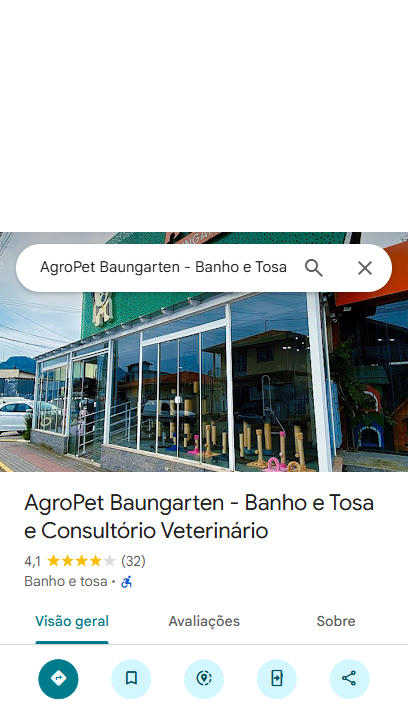 AgroPet Baungarten - Banho e Tosa
AgroPet Baungarten - Banho e Tosa
e Consultório Veterinário
4,1 (32)
Banho e tosa ·
Visão geral Avaliações Sobre